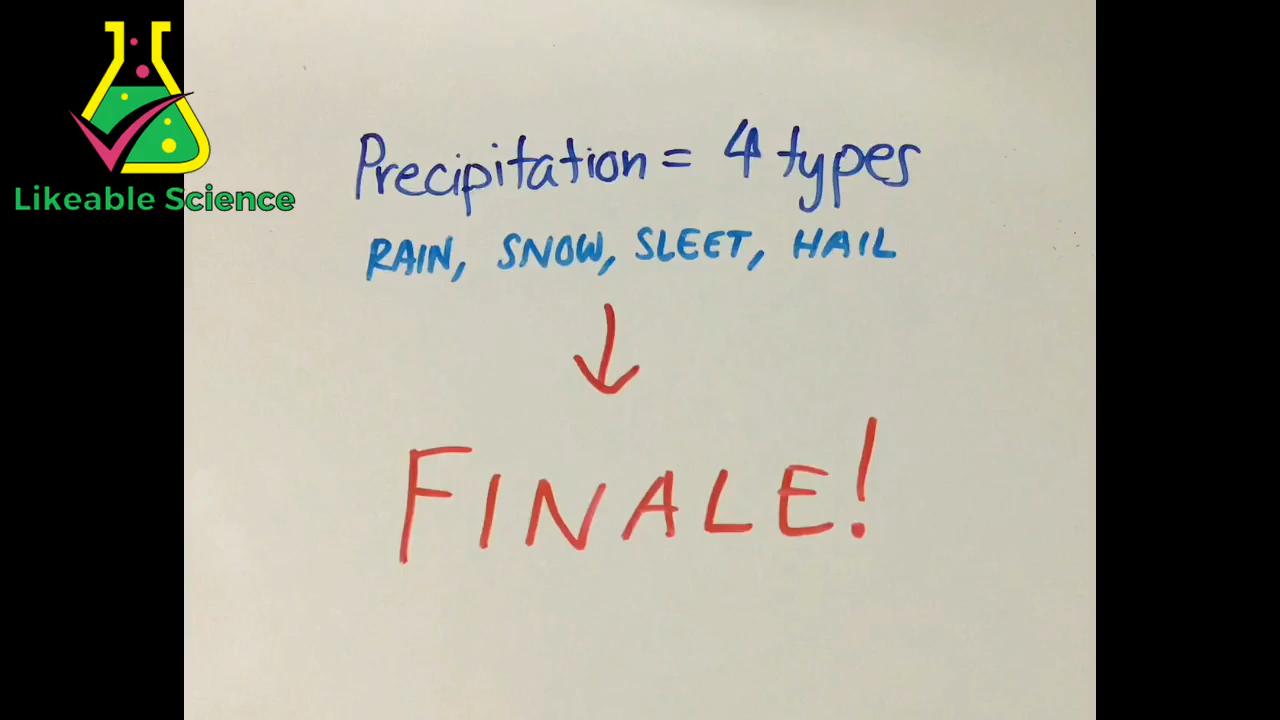 Likeable Science
Precipitation = 4 types
RAIN, SNOW, SLEET, HAIL
↓
FINALE!